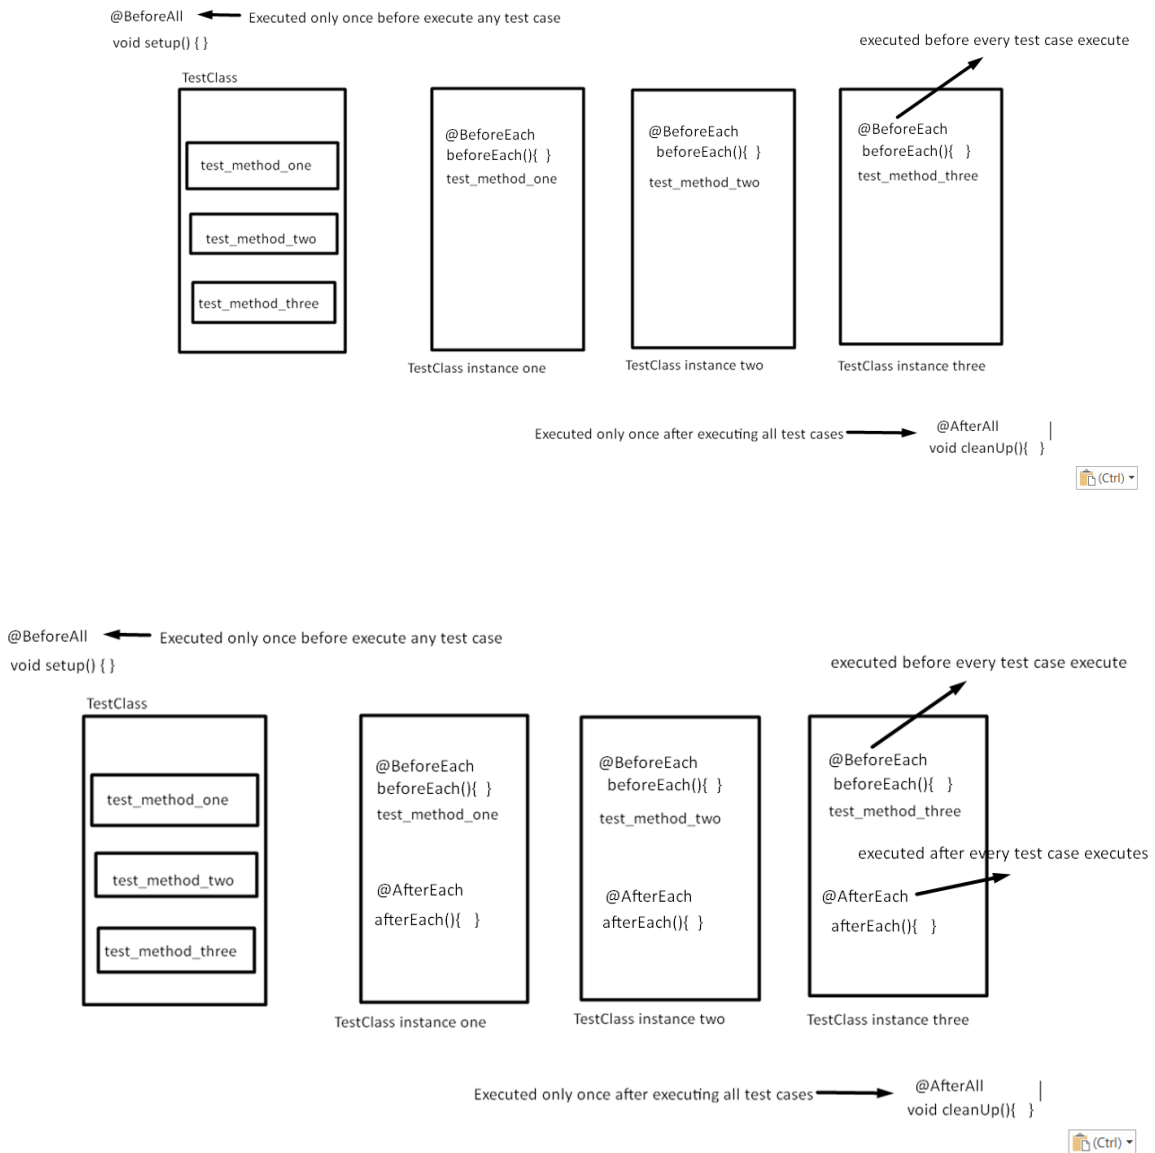 @BeforeAll
Executed only once before execute any test case
void setup() { }
executed before every test case execute
TestClass
test_method_one
test_method_two
test_method_three
@BeforeEach
beforeEach(){ }
test_method_one
TestClass instance one
@BeforeEach
beforeEach(){ }
test_method_two
TestClass instance two
@BeforeEach
beforeEach(){ }
test_method_three
TestClass instance three
Executed only once after executing all test cases
@AfterAll
void cleanUp(){ }
(Ctrl)
@BeforeAll
Executed only once before execute any test case
void setup() { }
executed before every test case execute
TestClass
test_method_one
test_method_two
test_method_three
@BeforeEach
beforeEach(){ }
test_method_one
@AfterEach
afterEach(){ }
TestClass instance one
@BeforeEach
beforeEach(){ }
test_method_two
@AfterEach
afterEach(){ }
TestClass instance two
@BeforeEach
beforeEach(){ }
test_method_three
executed after every test case executes
@AfterEach
afterEach(){ }
TestClass instance three
Executed only once after executing all test cases
@AfterAll
void cleanUp(){ }
(Ctrl)